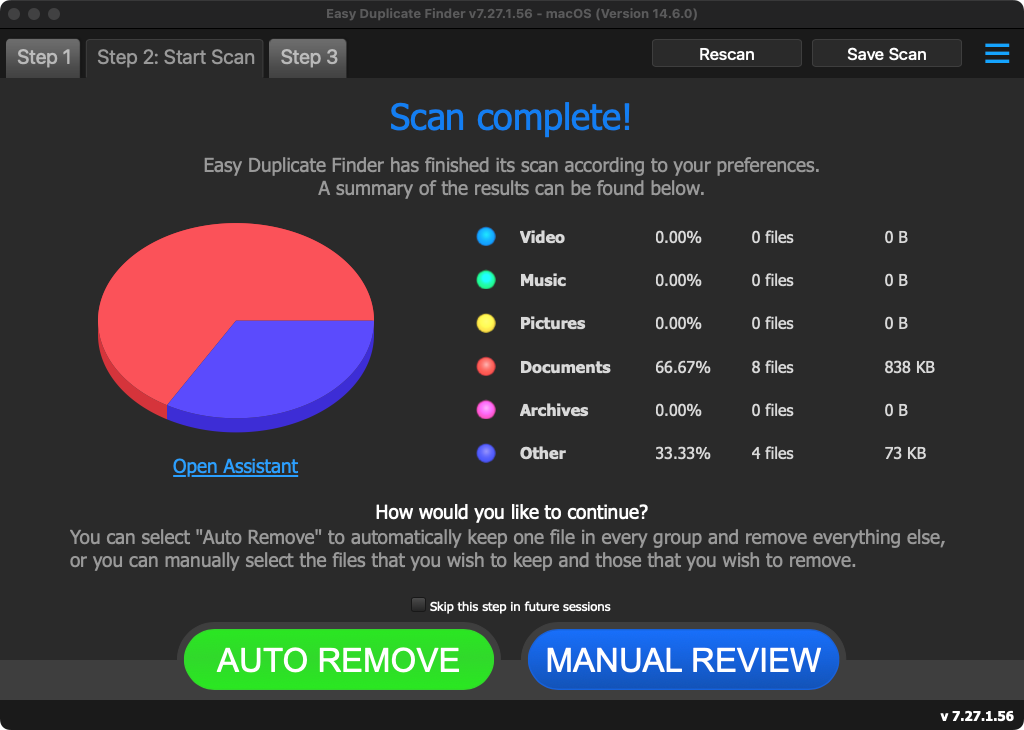 Easy Duplicate Finder v7.27.1.56 - macOS (Version 14.6.0)
Step 1 Step 2: Start Scan Step 3 Rescan Save Scan
Scan complete!
Easy Duplicate Finder has finished its scan according to your preferences.
A summary of the results can be found below.
Video 0.00% 0 files 0 B
Music 0.00% 0 files 0 B
Pictures 0.00% 0 files 0 B
Documents 66.67% 8 files 838 KB
Archives 0.00% 0 files 0 B
Other 33.33% 4 files 73 KB
Open Assistant
How would you like to continue?
You can select "Auto Remove" to automatically keep one file in every group and remove everything else,
or you can manually select the files that you wish to keep and those that you wish to remove.
Skip this step in future sessions
AUTO REMOVE MANUAL REVIEW
v 7.27.1.56